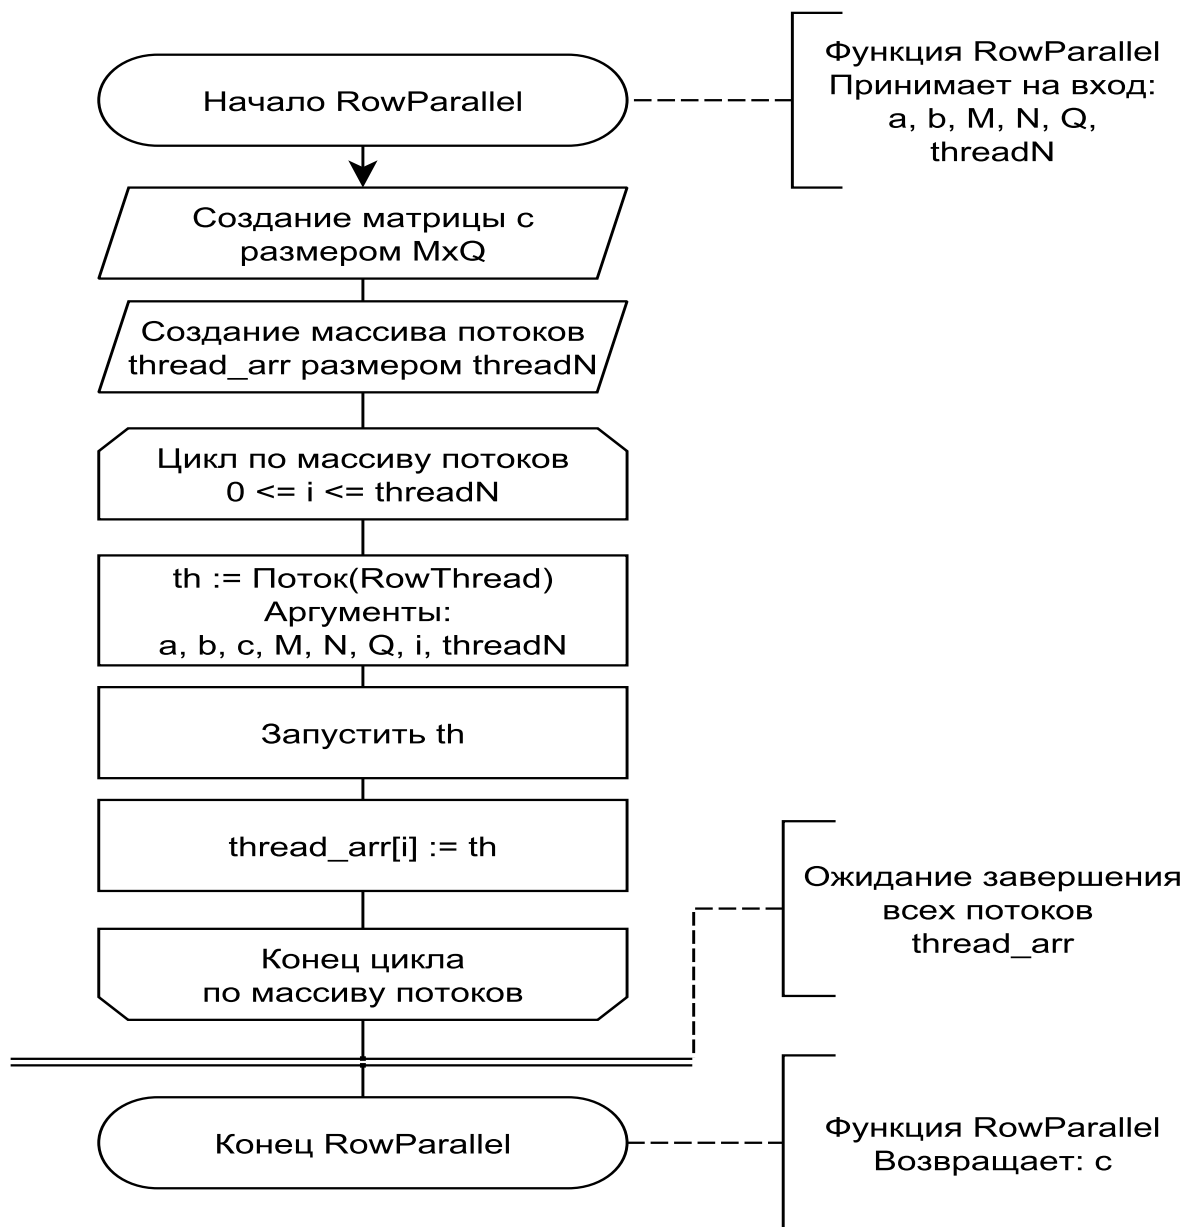 Начало RowParallel
Функция RowParallel
Принимает на вход:
a, b, M, N, Q,
threadN
Создание матрицы с
размером MxQ
Создание массива потоков
thread_arr размером threadN
Цикл по массиву потоков
0 <= i <= threadN
th := Поток(RowThread)
Аргументы:
a, b, c, M, N, Q, i, threadN
Запустить th
thread_arr[i] := th
Ожидание завершения
всех потоков
thread_arr
Конец цикла
по массиву потоков
Конец RowParallel
Функция RowParallel
Возвращает: c